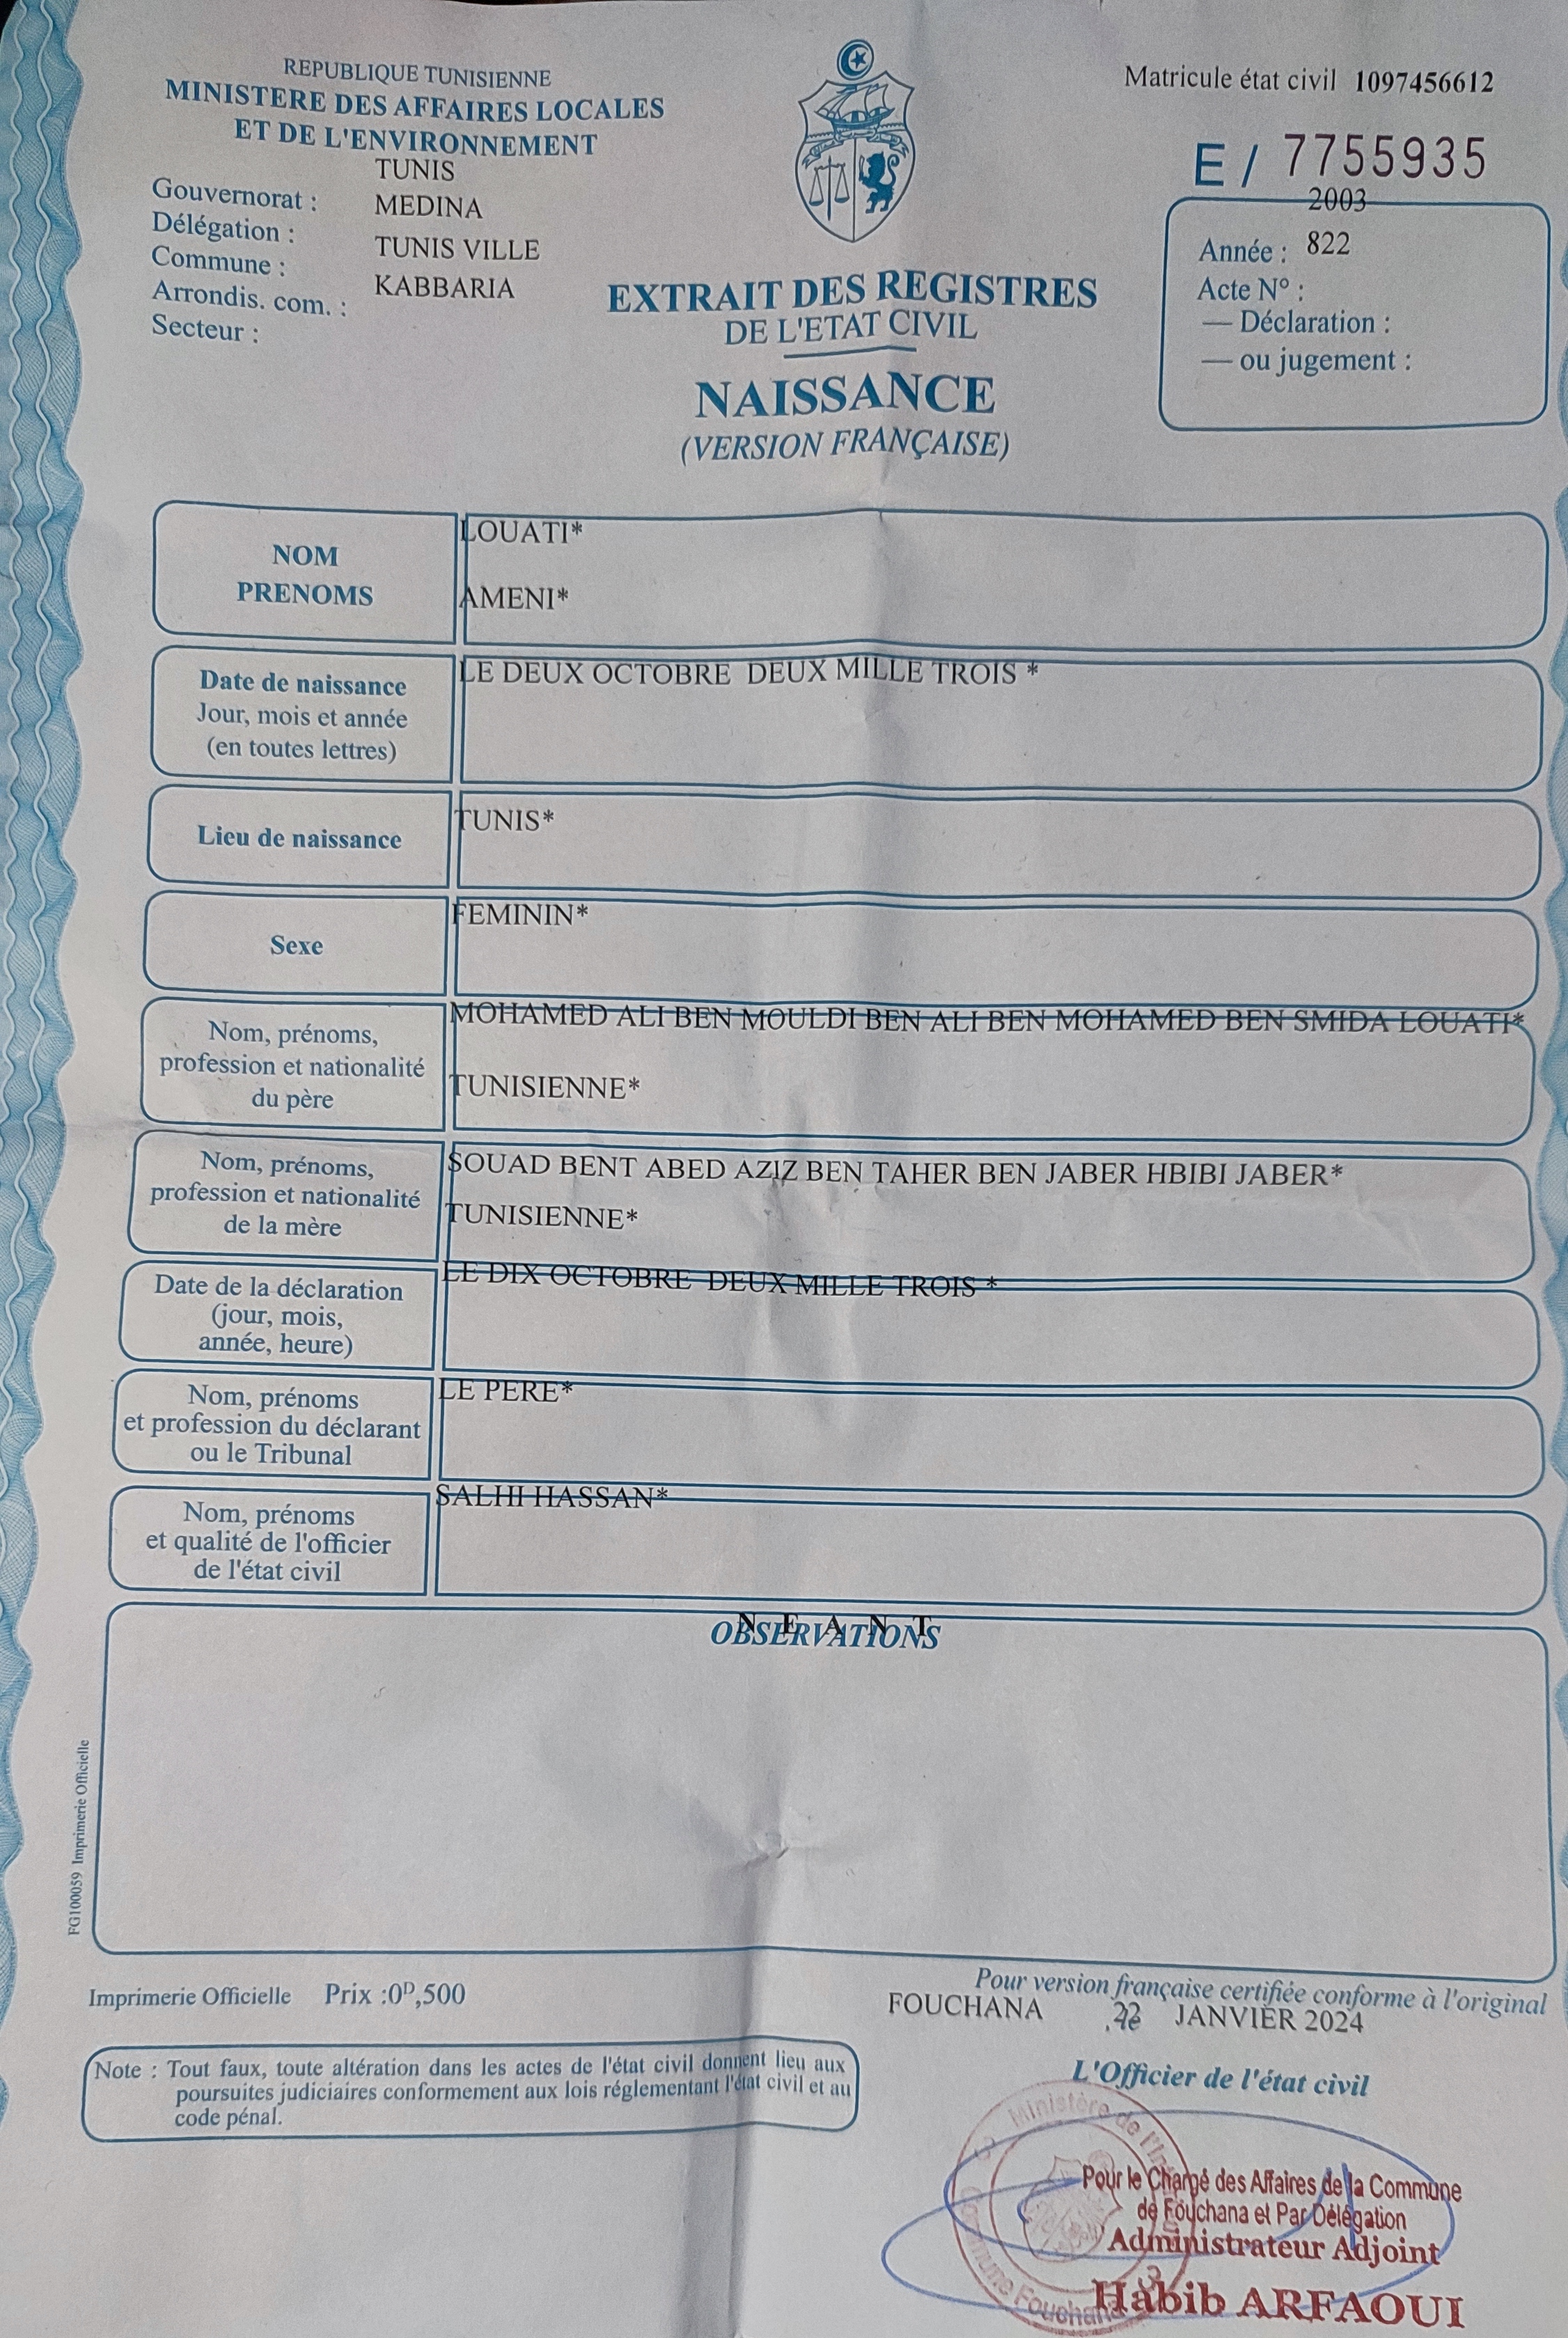 REPUBLIQUE TUNISIENNE
MINISTERE DES AFFAIRES LOCALES
ET DE L'ENVIRONNEMENT
Gouvernorat : TUNIS
Délégation : MEDINA
Commune : TUNIS VILLE
Arrondis. com. : KABBARIA
Secteur :
EXTRAIT DES REGISTRES
DE L'ETAT CIVIL
NAISSANCE
(VERSION FRANÇAISE)
Matricule état civil 1097456612
E / 7755935
2003
Année : 822
Acte N° :
— Déclaration :
— ou jugement :
NOM
PRENOMS
LOUATI*
AMENI*
Date de naissance
Jour, mois et année
(en toutes lettres)
LE DEUX OCTOBRE DEUX MILLE TROIS *
Lieu de naissance
TUNIS*
Sexe
FEMININ*
Nom, prénoms,
profession et nationalité
du père
MOHAMED ALI BEN MOULDI BEN ALI BEN MOHAMED BEN SMIDA LOUATI*
TUNISIENNE*
Nom, prénoms,
profession et nationalité
de la mère
SOUAD BENT ABED AZIZ BEN TAHER BEN JABER HBIBI JABER*
TUNISIENNE*
Date de la déclaration
(jour, mois,
année, heure)
LE DIX OCTOBRE DEUX MILLE TROIS *
Nom, prénoms
et profession du déclarant
ou le Tribunal
LE PERE*
Nom, prénoms
et qualité de l'officier
de l'état civil
SALHI HASSAN*
N E A N T
OBSERVATIONS
FG100059 Imprimerie Officielle
Imprimerie Officielle Prix :0ᴰ,500
Pour version française certifiée conforme à l'original
FOUCHANA ,le 22 JANVIER 2024
Note : Tout faux, toute altération dans les actes de l'état civil donnent lieu aux
poursuites judiciaires conformement aux lois réglementant l'état civil et au
code pénal.
L'Officier de l'état civil
Ministère de
Commune Fouchana
Pour le Chargé des Affaires de la Commune
de Fouchana et Par Délégation
Administrateur Adjoint
Habib ARFAOUI